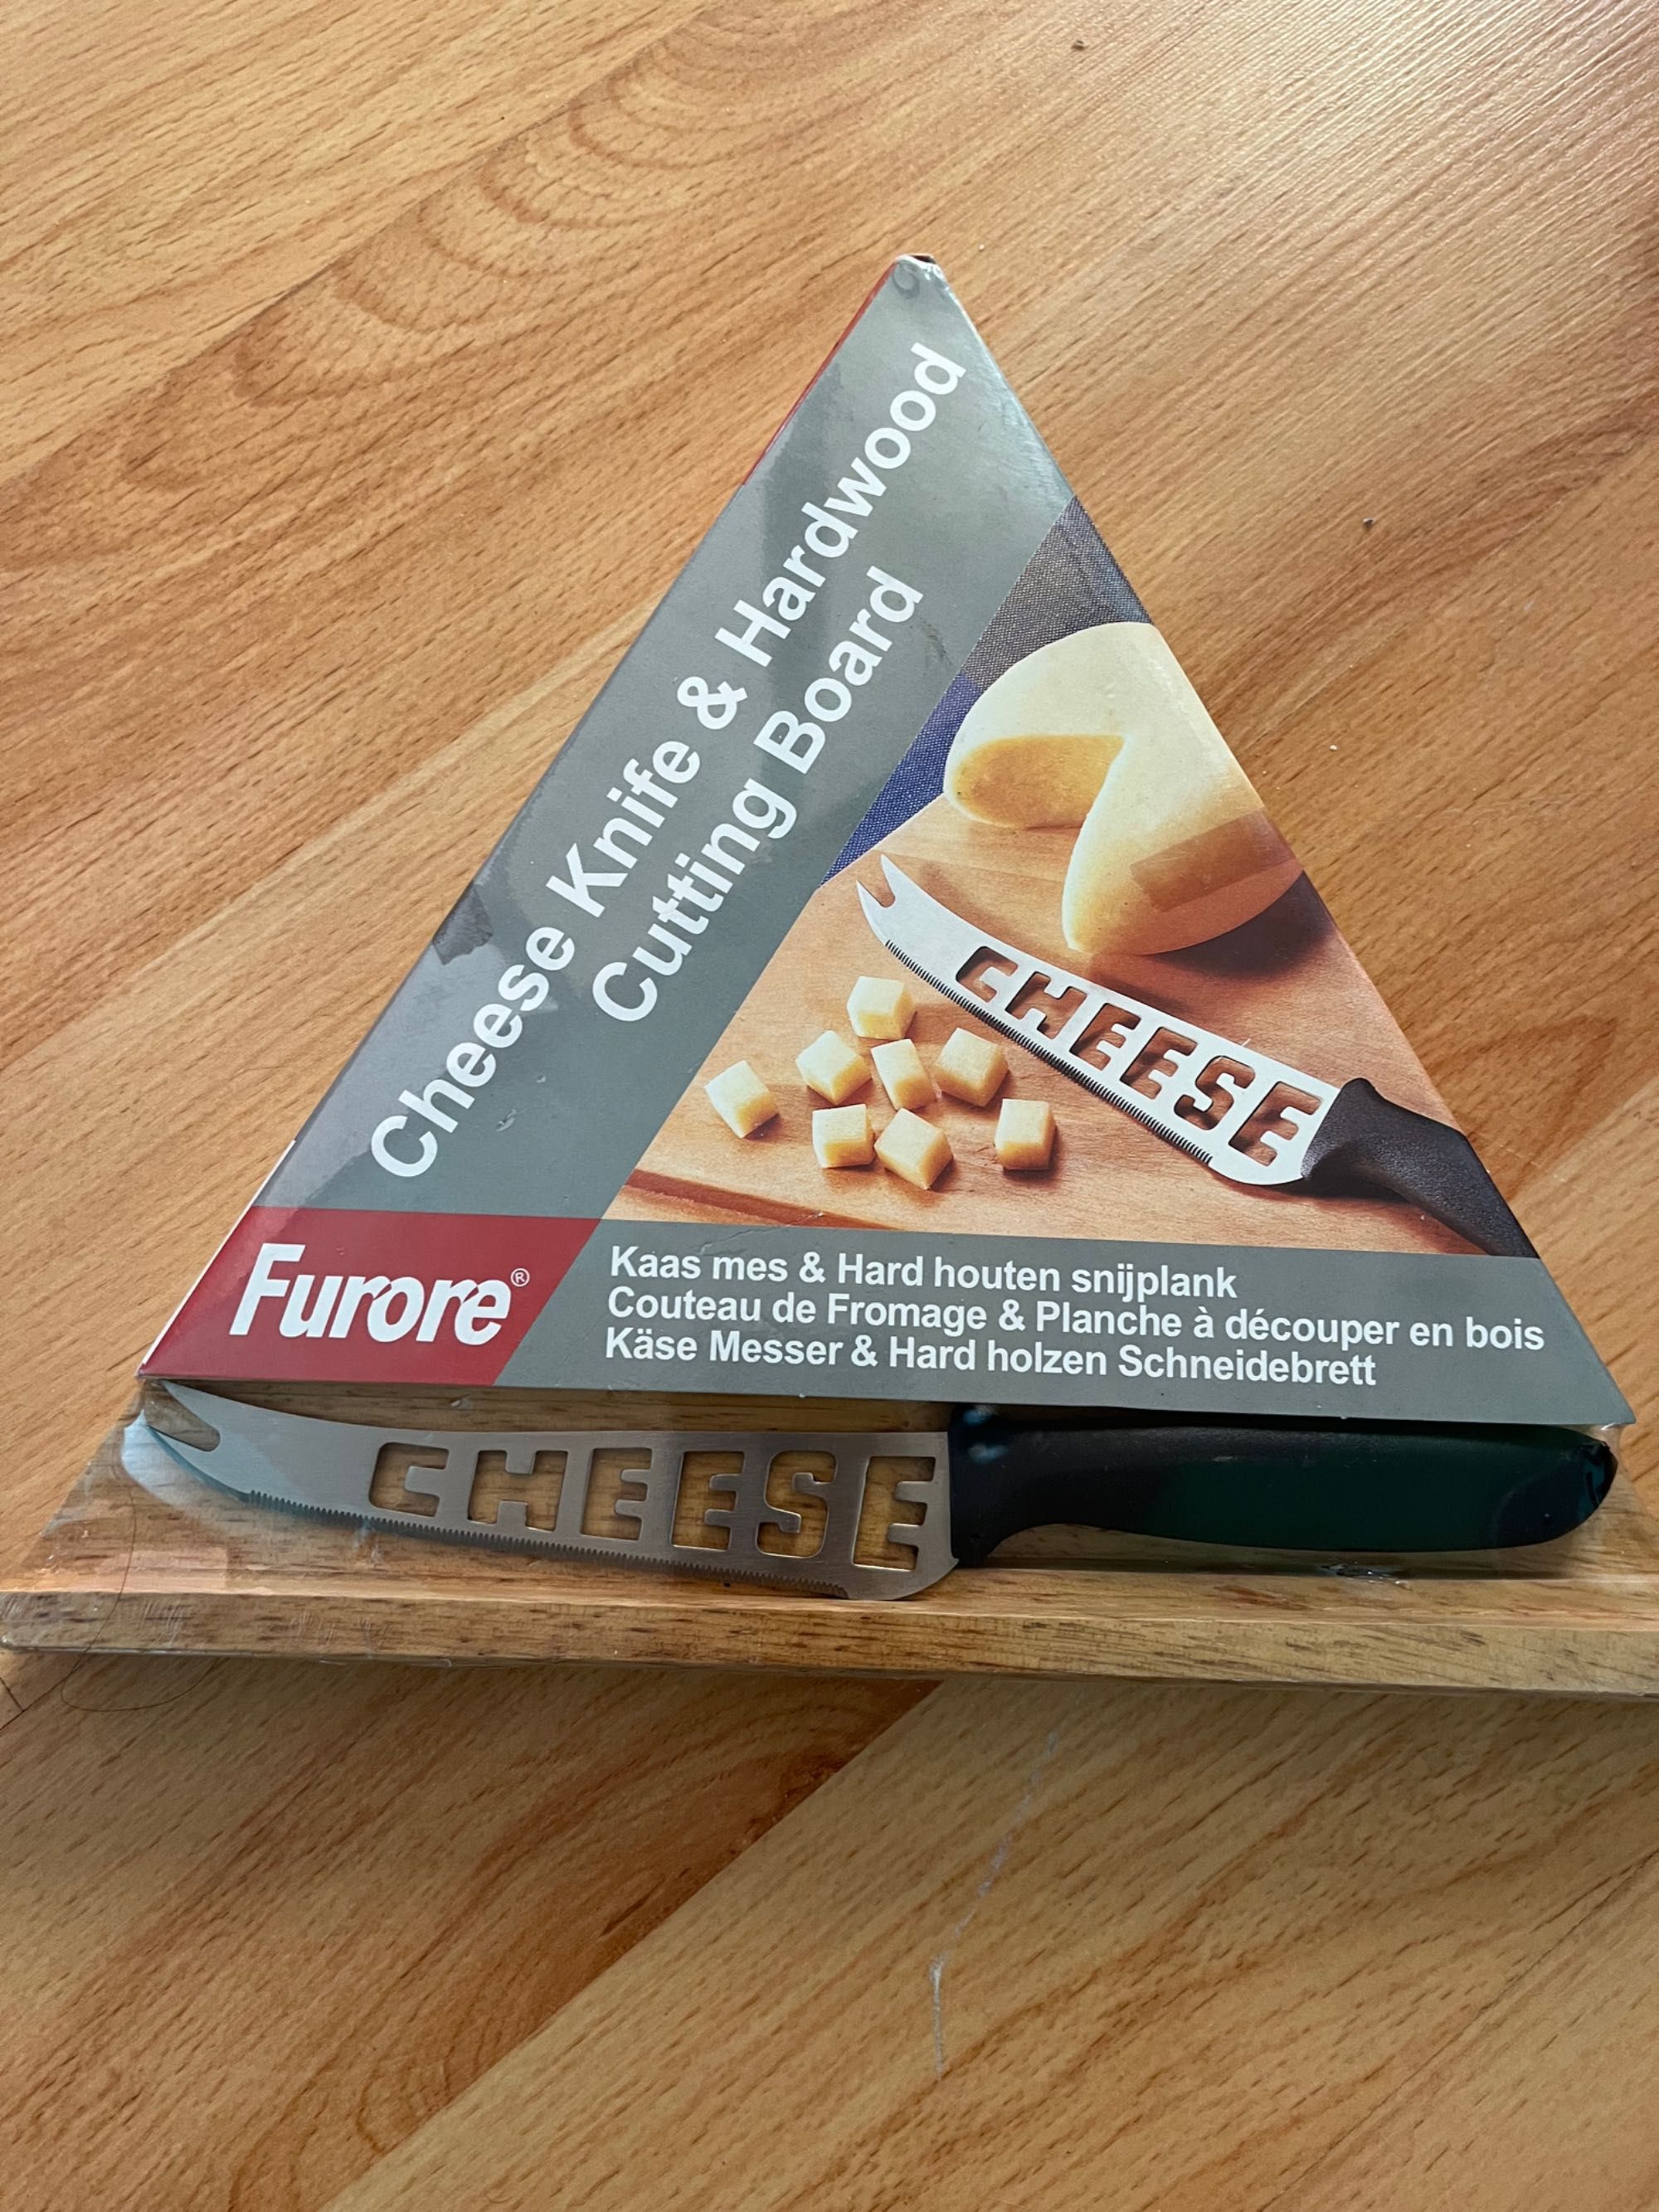 Cheese Knife & Hardwood
Cutting Board
CHEESE
Furore®
Kaas mes & Hard houten snijplank
Couteau de Fromage & Planche à découper en bois
Käse Messer & Hard holzen Schneidebrett
CHEESE